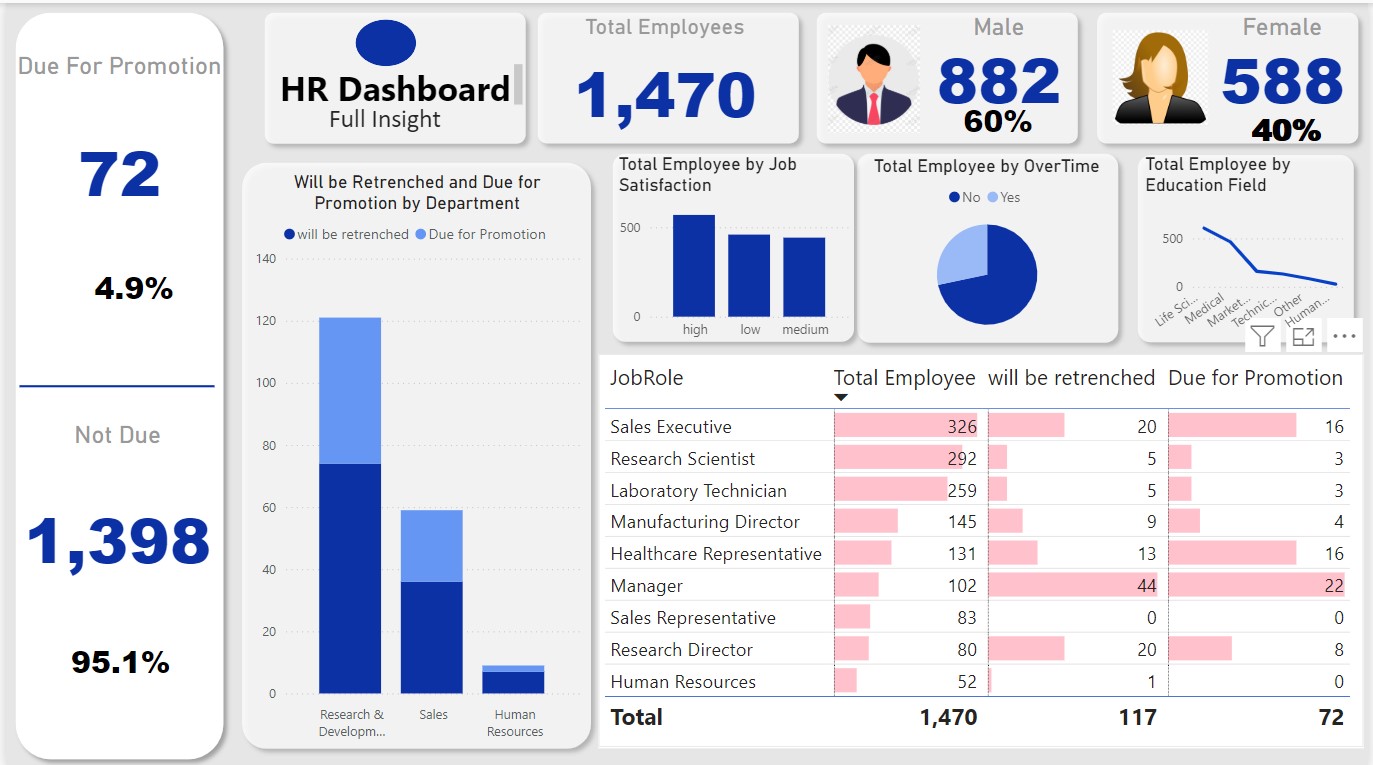 Due For Promotion
72
4.9%
Not Due
1,398
95.1%
HR Dashboard
Full Insight
Total Employees
1,470
Male
882
60%
Female
588
40%
Will be Retrenched and Due for
Promotion by Department
will be retrenched Due for Promotion
140
120
100
80
60
40
20
0
Research &
Developm...
Sales
Human
Resources
Total Employee by Job
Satisfaction
500
0
high low medium
Total Employee by OverTime
No Yes
Total Employee by
Education Field
500
0
Life Sci...
Medical
Market...
Technic...
Other
Human...
JobRole Total Employee will be retrenched Due for Promotion
Sales Executive 326 20 16
Research Scientist 292 5 3
Laboratory Technician 259 5 3
Manufacturing Director 145 9 4
Healthcare Representative 131 13 16
Manager 102 44 22
Sales Representative 83 0 0
Research Director 80 20 8
Human Resources 52 1 0
Total 1,470 117 72